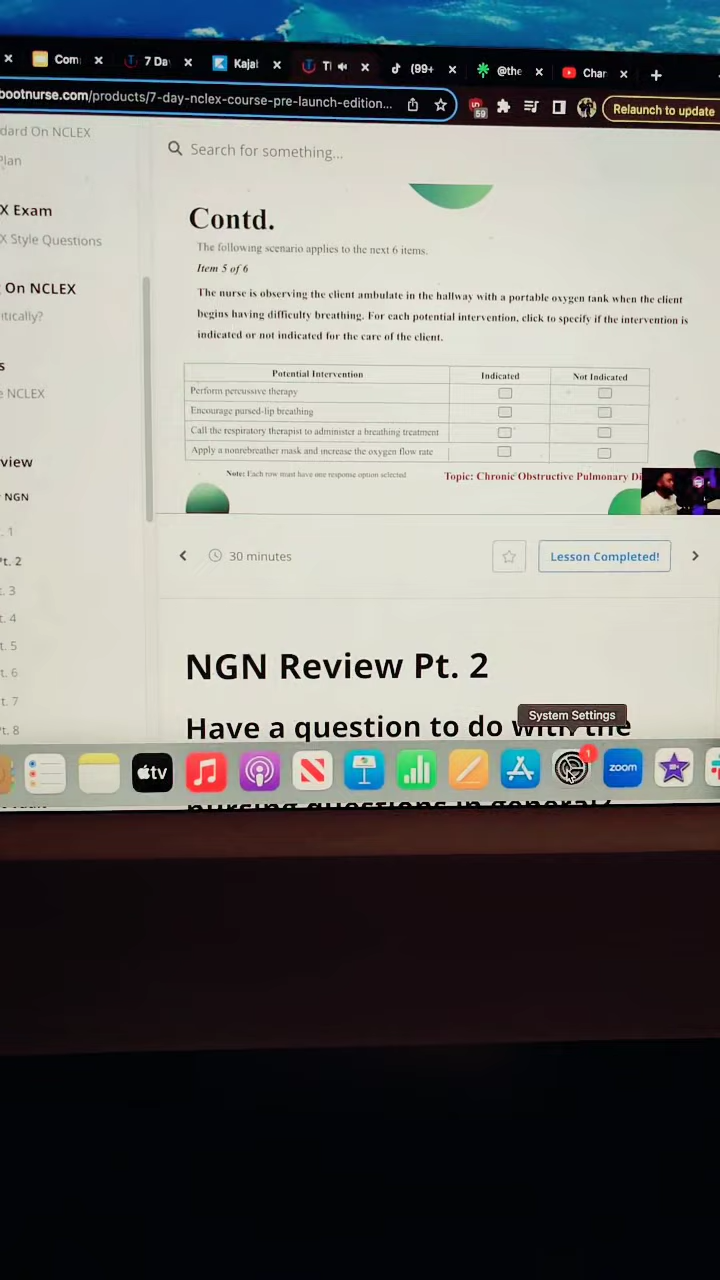 Com
7 Da
Kajal
(99+
@the
Char
bootnurse.com/products/7-day-nclex-course-pre-launch-edition...
59
Relaunch to update
dard On NCLEX
Plan
X Exam
X Style Questions
On NCLEX
itically?
s
e NCLEX
view
NGN
. 1
t. 2
t. 3
t. 4
t. 5
t. 6
t. 7
t. 8
Search for something...
Contd.
The following scenario applies to the next 6 items.
Item 5 of 6
The nurse is observing the client ambulate in the hallway with a portable oxygen tank when the client
begins having difficulty breathing. For each potential intervention, click to specify if the intervention is
indicated or not indicated for the care of the client.
Potential Intervention Indicated Not Indicated
Perform percussive therapy
Encourage pursed-lip breathing
Call the respiratory therapist to administer a breathing treatment
Apply a nonrebreather mask and increase the oxygen flow rate
Note: Each row must have one response option selected
Topic: Chronic Obstructive Pulmonary Di
30 minutes
Lesson Completed!
NGN Review Pt. 2
Have a question to do with the
System Settings
tv
1
zoom
nursing questions in general?